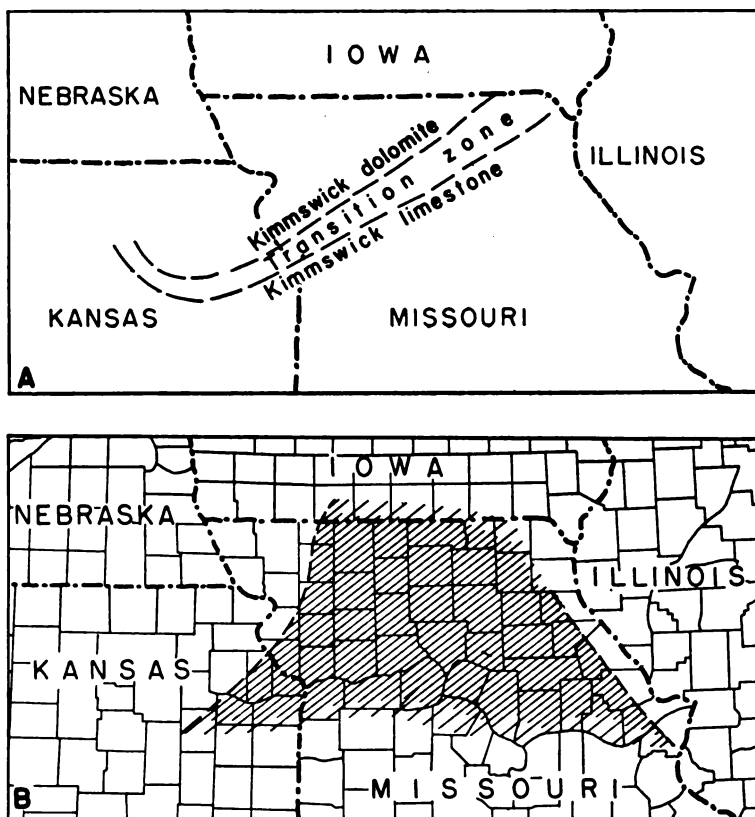 IOWA
NEBRASKA
ILLINOIS
Kimmswick dolomite
Transition zone
Kimmswick limestone
KANSAS
MISSOURI
A
IOWA
NEBRASKA
ILLINOIS
KANSAS
MISSOURI
B